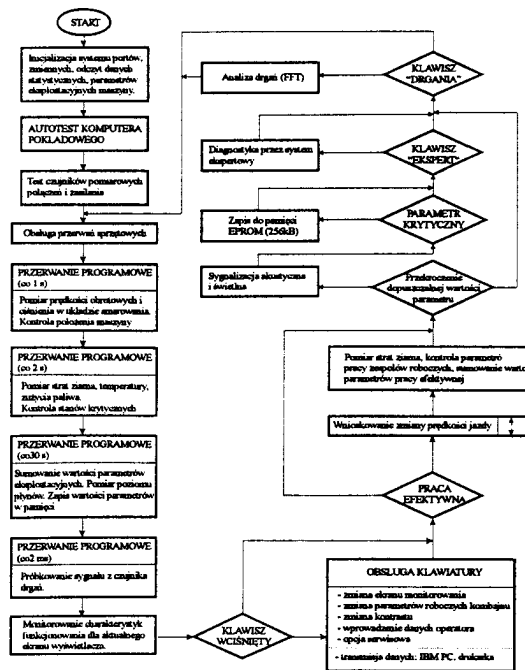 START
Inicjalizacja systemu portów,
zmiennych, odczyt danych
statystycznych, parametrów
eksploatacyjnych maszyny.
AUTOTEST KOMPUTERA
POKŁADOWEGO
Test czujników pomiarowych
połączeń i zasilania
Obsługa przerwań sprzętowych
PRZERWANIE PROGRAMOWE
(co 1 s)
Pomiar prędkości obrotowych i
ciśnienia w układzie smarowania.
Kontrola położenia maszyny
PRZERWANIE PROGRAMOWE
(co 2 s)
Pomiar strat ziarna, temperatury,
zużycia paliwa.
Kontrola stanów krytycznych
PRZERWANIE PROGRAMOWE
(co30 s)
Sumowanie wartości parametrów
eksploatacyjnych. Pomiar poziomu
płynów. Zapis wartości parametrów
w pamięci
PRZERWANIE PROGRAMOWE
(co2 ms)
Próbkowanie sygnału z czujnika
drgań.
Monitorowanie charakterystyk
funkcjonowania dla aktualnego
ekranu wyświetlacza.
KLAWISZ
WCIŚNIĘTY
OBSŁUGA KLAWIATURY
- zmiana ekranu monitorowania
- zmiana parametrów roboczych kombajnu
- zmiana kontrastu
- wprowadzenie danych operatora
- opcja serwisowa
- transmisja danych: IBM PC, drukarka
PRACA
EFEKTYWNA
Wnioskowanie zmiany prędkości jazdy
Pomiar strat ziarna, kontrola parametró
pracy zespołów roboczych, sumowanie warto
parametrów pracy efektywnej
Przekroczenie
dopuszczalnej wartości
parametru
Sygnalizacja akustyczna
i świetlna
PARAMETR
KRYTYCZNY
Zapis do pamięci
EPROM (256kB)
KLAWISZ
"EKSPERT"
Diagnostyka przez system
ekspertowy
KLAWISZ
"DRGANIA"
Analiza drgań (FFT)